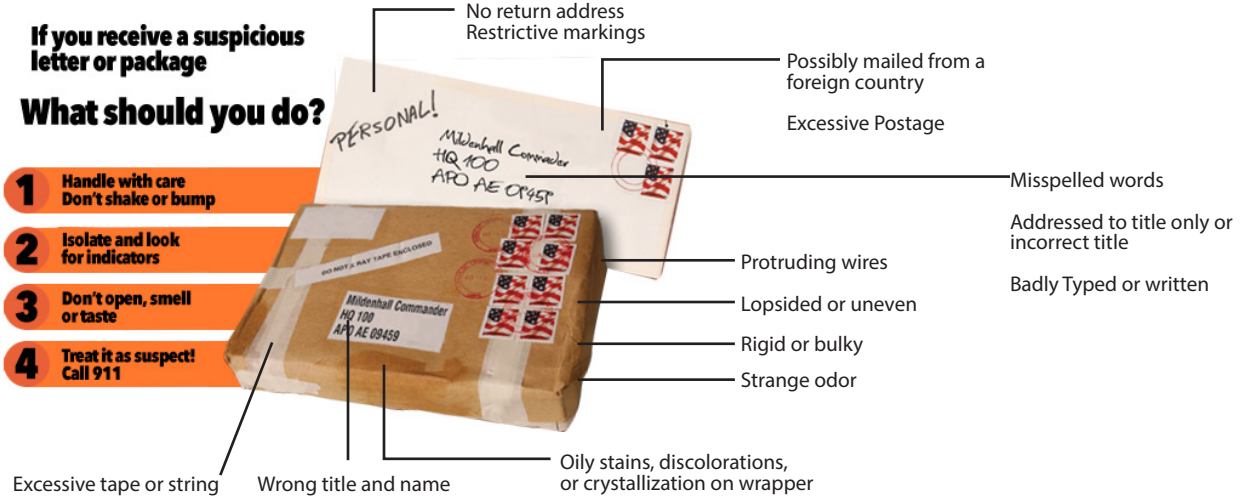 If you receive a suspicious
letter or package
What should you do?
1
Handle with care
Don't shake or bump
2
Isolate and look
for indicators
3
Don't open, smell
or taste
4
Treat it as suspect!
Call 911
No return address
Restrictive markings
Possibly mailed from a
foreign country
Excessive Postage
Misspelled words
Addressed to title only or
incorrect title
Badly Typed or written
PERSONAL!
Mildenhall Commader
HQ 100
APO AE 09459
DO NOT X RAY TAPE ENCLOSED
Mildenhall Commander
HQ 100
APO AE 09459
Protruding wires
Lopsided or uneven
Rigid or bulky
Strange odor
Excessive tape or string
Wrong title and name
Oily stains, discolorations,
or crystallization on wrapper